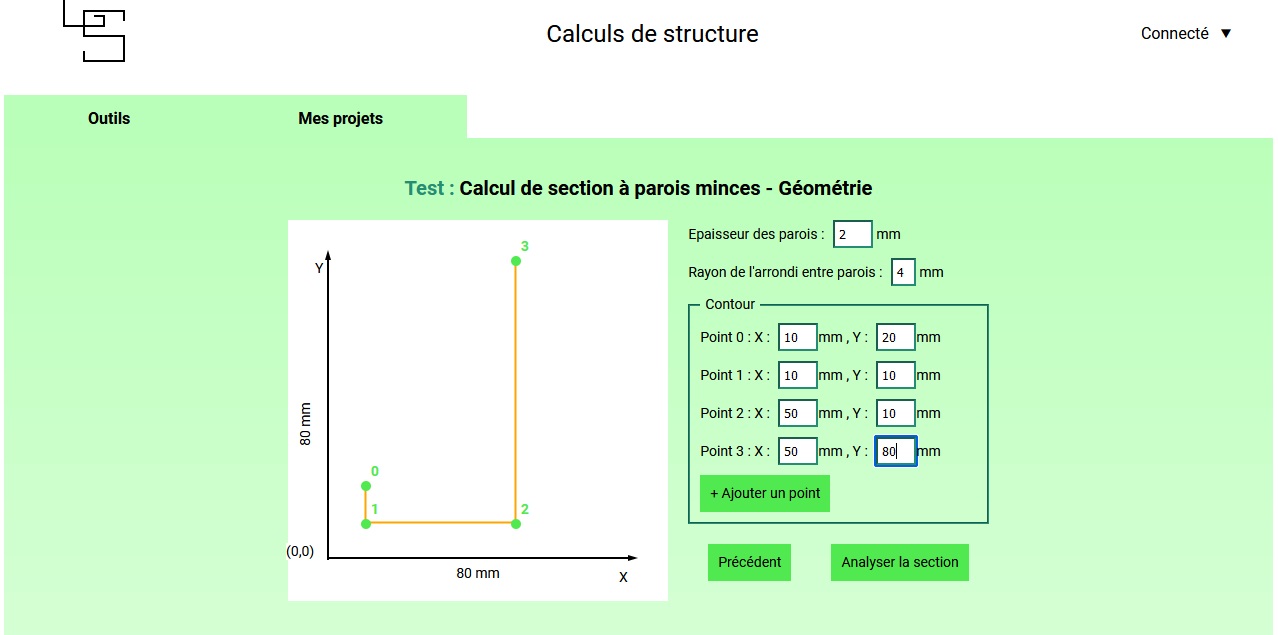 Calculs de structure
Connecté ▼
Outils
Mes projets
Test : Calcul de section à parois minces - Géométrie
3
Y
80 mm
0
1
2
(0,0)
80 mm
X
Epaisseur des parois : 2 mm
Rayon de l'arrondi entre parois : 4 mm
Contour
Point 0 : X : 10 mm , Y : 20 mm
Point 1 : X : 10 mm , Y : 10 mm
Point 2 : X : 50 mm , Y : 10 mm
Point 3 : X : 50 mm , Y : 80 mm
+ Ajouter un point
Précédent
Analyser la section